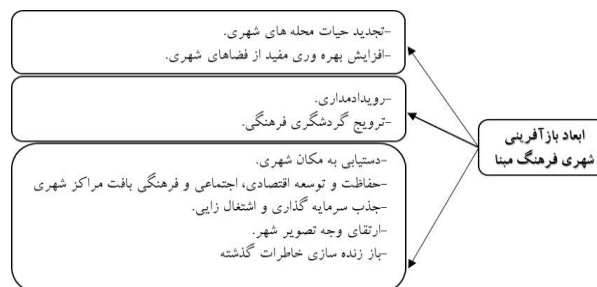 -تجدید حیات محله های شهری.
-افزایش بهره وری مفید از فضاهای شهری.
-رویدادمداری.
-ترویج گردشگری فرهنگی.
ابعاد بازآفرینی
شهری فرهنگ مبنا
-دستیابی به مکان شهری.
-حفاظت و توسعه اقتصادی، اجتماعی و فرهنگی بافت مراکز شهری
-جذب سرمایه گذاری و اشتغال زایی.
-ارتقای وجه تصویر شهر.
-باز زنده سازی خاطرات گذشته